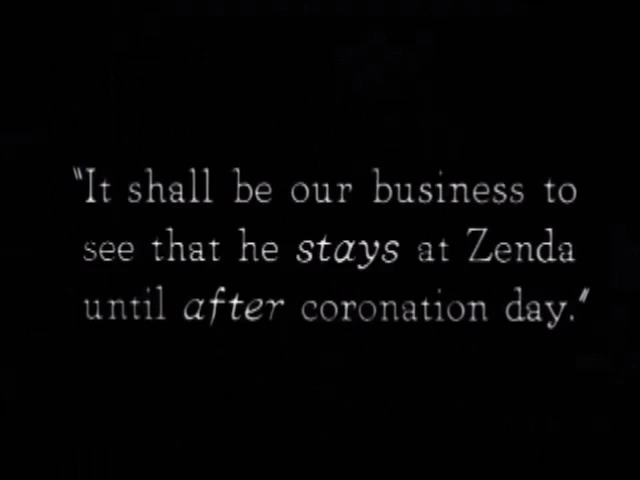 "It shall be our business to
see that he stays at Zenda
until after coronation day."